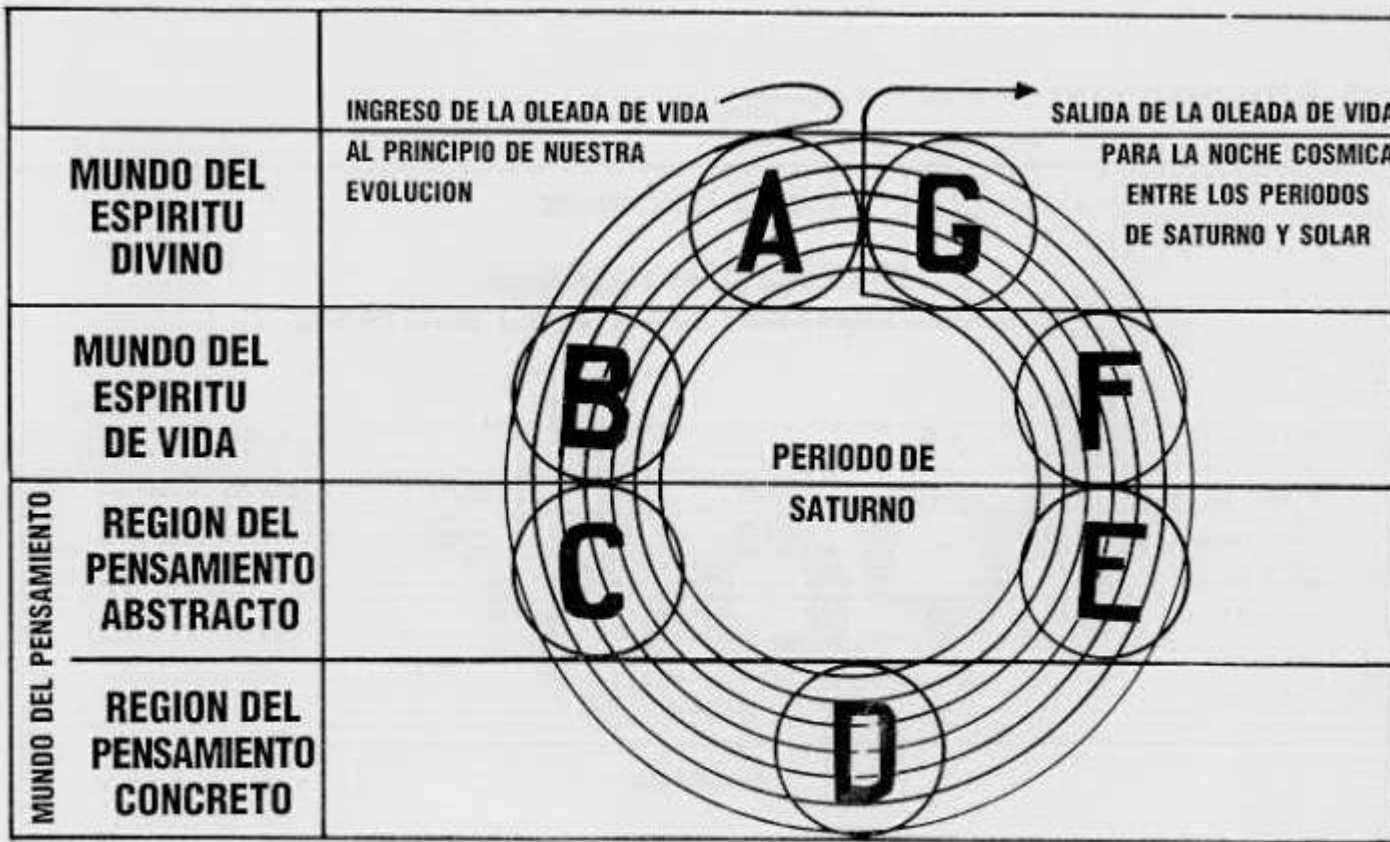 INGRESO DE LA OLEADA DE VIDA
AL PRINCIPIO DE NUESTRA
EVOLUCION
SALIDA DE LA OLEADA DE VIDA
PARA LA NOCHE COSMICA
ENTRE LOS PERIODOS
DE SATURNO Y SOLAR
MUNDO DEL
ESPIRITU
DIVINO
A
G
MUNDO DEL
ESPIRITU
DE VIDA
B
F
PERIODO DE
SATURNO
MUNDO DEL PENSAMIENTO
REGION DEL
PENSAMIENTO
ABSTRACTO
C
E
REGION DEL
PENSAMIENTO
CONCRETO
D